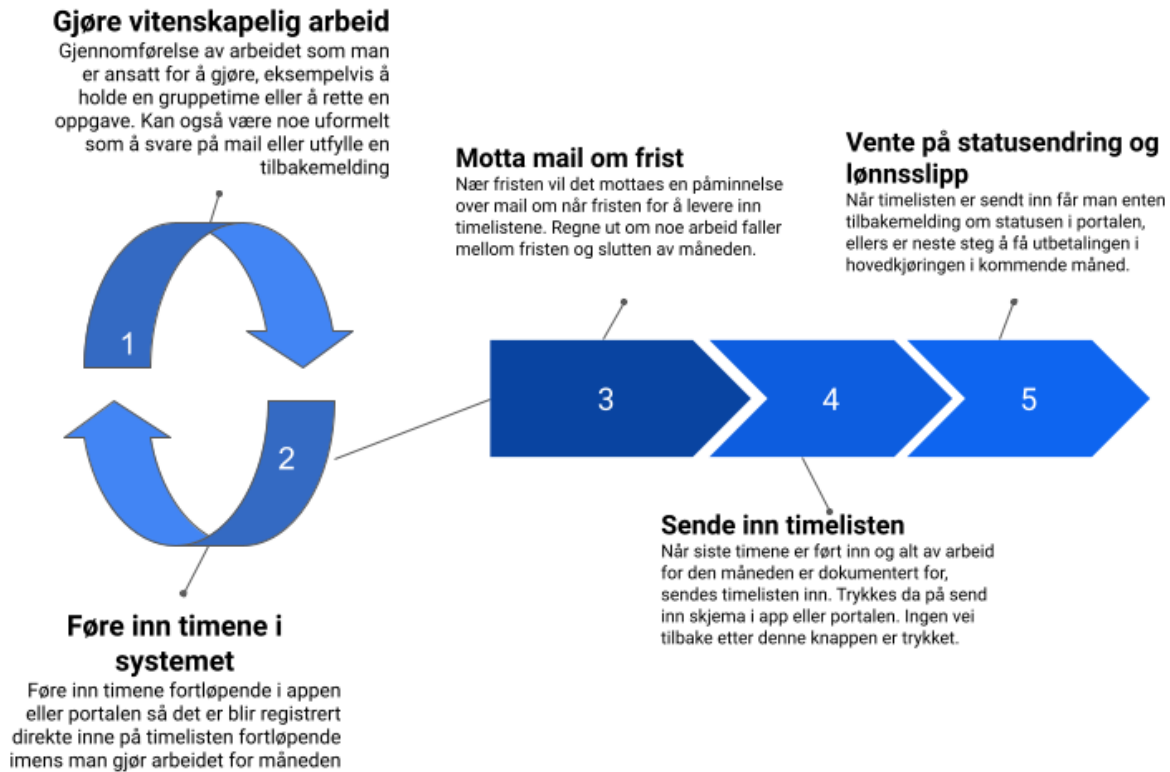 Gjøre vitenskapelig arbeid
Gjennomførelse av arbeidet som man
er ansatt for å gjøre, eksempelvis å
holde en gruppetime eller å rette en
oppgave. Kan også være noe uformelt
som å svare på mail eller utfylle en
tilbakemelding
1
2
Føre inn timene i
systemet
Føre inn timene fortløpende i appen
eller portalen så det er blir registrert
direkte inne på timelisten fortløpende
imens man gjør arbeidet for måneden
Motta mail om frist
Nær fristen vil det mottaes en påminnelse
over mail om når fristen for å levere inn
timelistene. Regne ut om noe arbeid faller
mellom fristen og slutten av måneden.
3
4
5
Sende inn timelisten
Når siste timene er ført inn og alt av arbeid
for den måneden er dokumentert for,
sendes timelisten inn. Trykkes da på send
inn skjema i app eller portalen. Ingen vei
tilbake etter denne knappen er trykket.
Vente på statusendring og
lønnsslipp
Når timelisten er sendt inn får man enten
tilbakemelding om statusen i portalen,
ellers er neste steg å få utbetalingen i
hovedkjøringen i kommende måned.